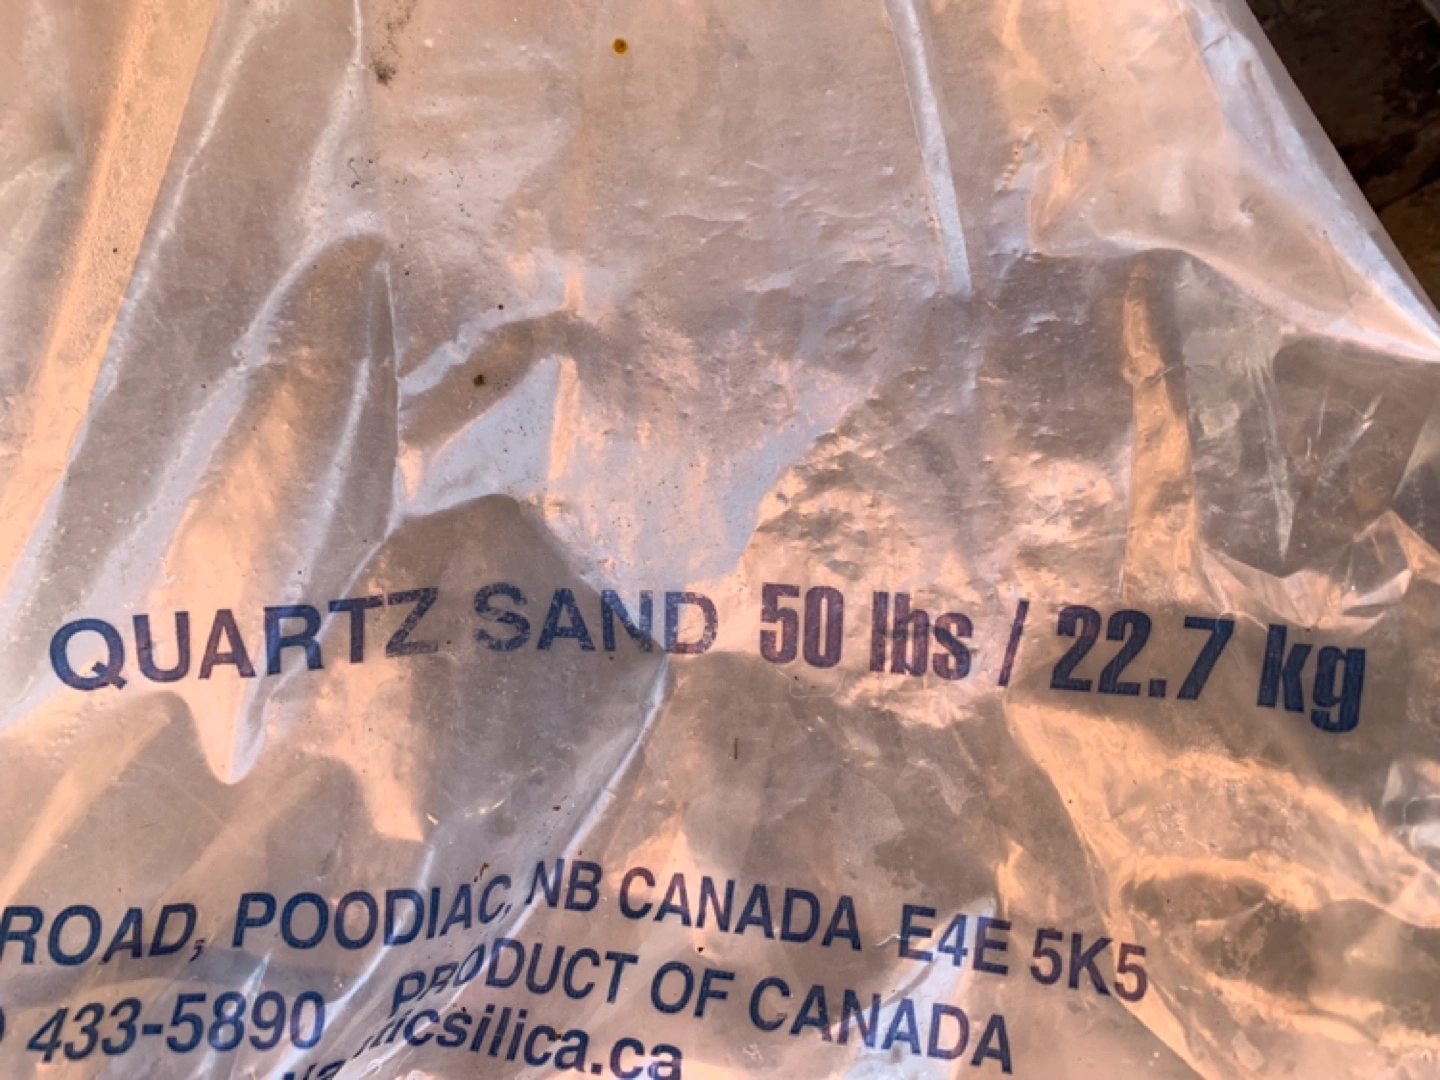 QUARTZ SAND 50 lbs / 22.7 kg
ROAD, POODIAC, NB CANADA E4E 5K5
) 433-5890 PRODUCT OF CANADA